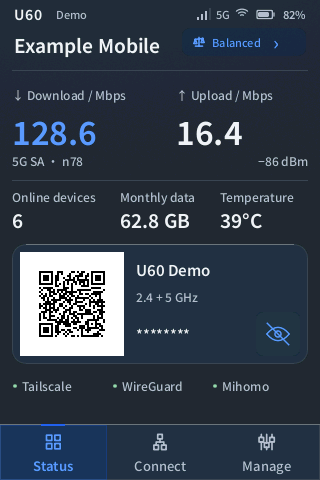 U60 Demo 5G 82%
Example Mobile Balanced ›
↓ Download / Mbps ↑ Upload / Mbps
128.6 16.4
5G SA • n78 −86 dBm
Online devices Monthly data Temperature
6 62.8 GB 39°C
U60 Demo
2.4 + 5 GHz
********
• Tailscale • WireGuard • Mihomo
Status Connect Manage